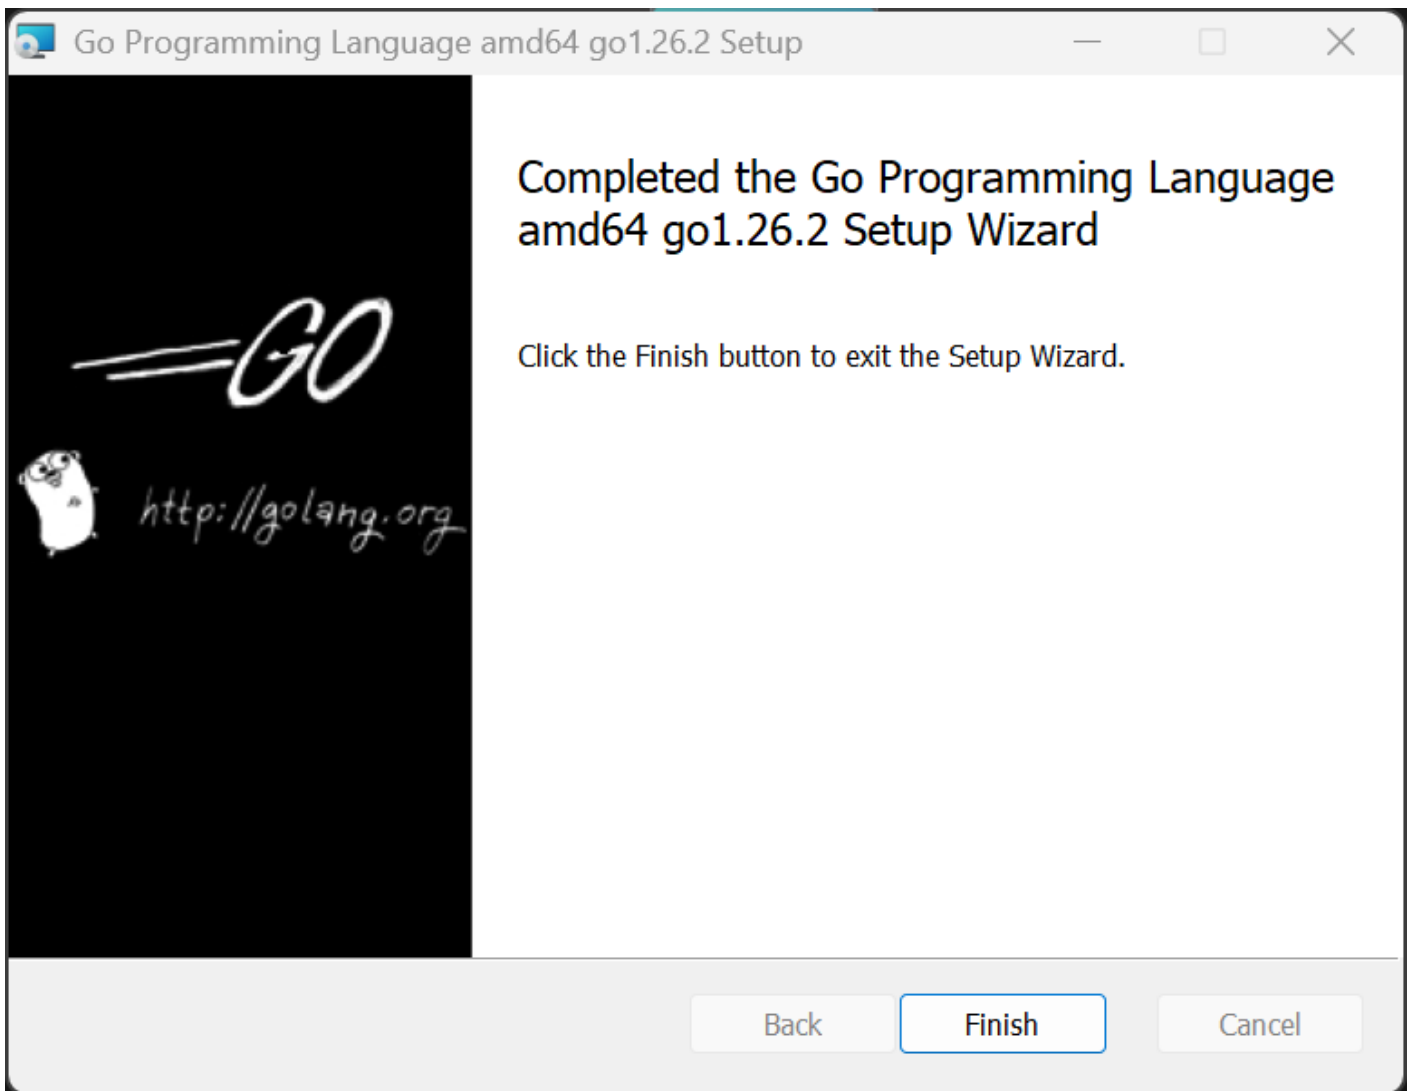 Go Programming Language amd64 go1.26.2 Setup
GO
http://golang.org
Completed the Go Programming Language
amd64 go1.26.2 Setup Wizard
Click the Finish button to exit the Setup Wizard.
Back
Finish
Cancel